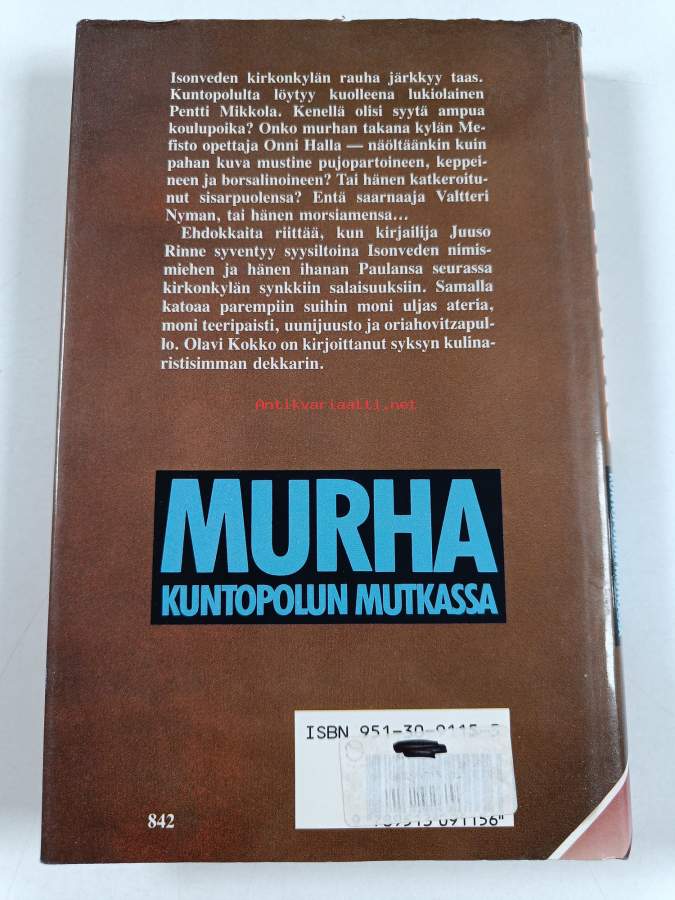 Isonveden kirkonkylän rauha järkkyy taas.
Kuntopolulta löytyy kuolleena lukiolainen
Pentti Mikkola. Kenellä olisi syytä ampua
koulupoika? Onko murhan takana kylän Me-
fisto opettaja Onni Halla — näöltäänkin kuin
pahan kuva mustine pujopartoineen, keppei-
neen ja borsalinoineen? Tai hänen katkeroitu-
nut sisarpuolensa? Entä saarnaaja Valtteri
Nyman, tai hänen morsiamensa...
Ehdokkaita riittää, kun kirjailija Juuso
Rinne syventyy syysiltoina Isonveden nimis-
miehen ja hänen ihanan Paulansa seurassa
kirkonkylän synkkiin salaisuuksiin. Samalla
katoaa parempiin suihin moni uljas ateria,
moni teeripaisti, uunijuusto ja oriahovitzapul-
lo. Olavi Kokko on kirjoittanut syksyn kulina-
ristisimman dekkarin.
Antikvariaatti.net
MURHA
KUNTOPOLUN MUTKASSA
ISBN 951-30-9115-5
842
091156